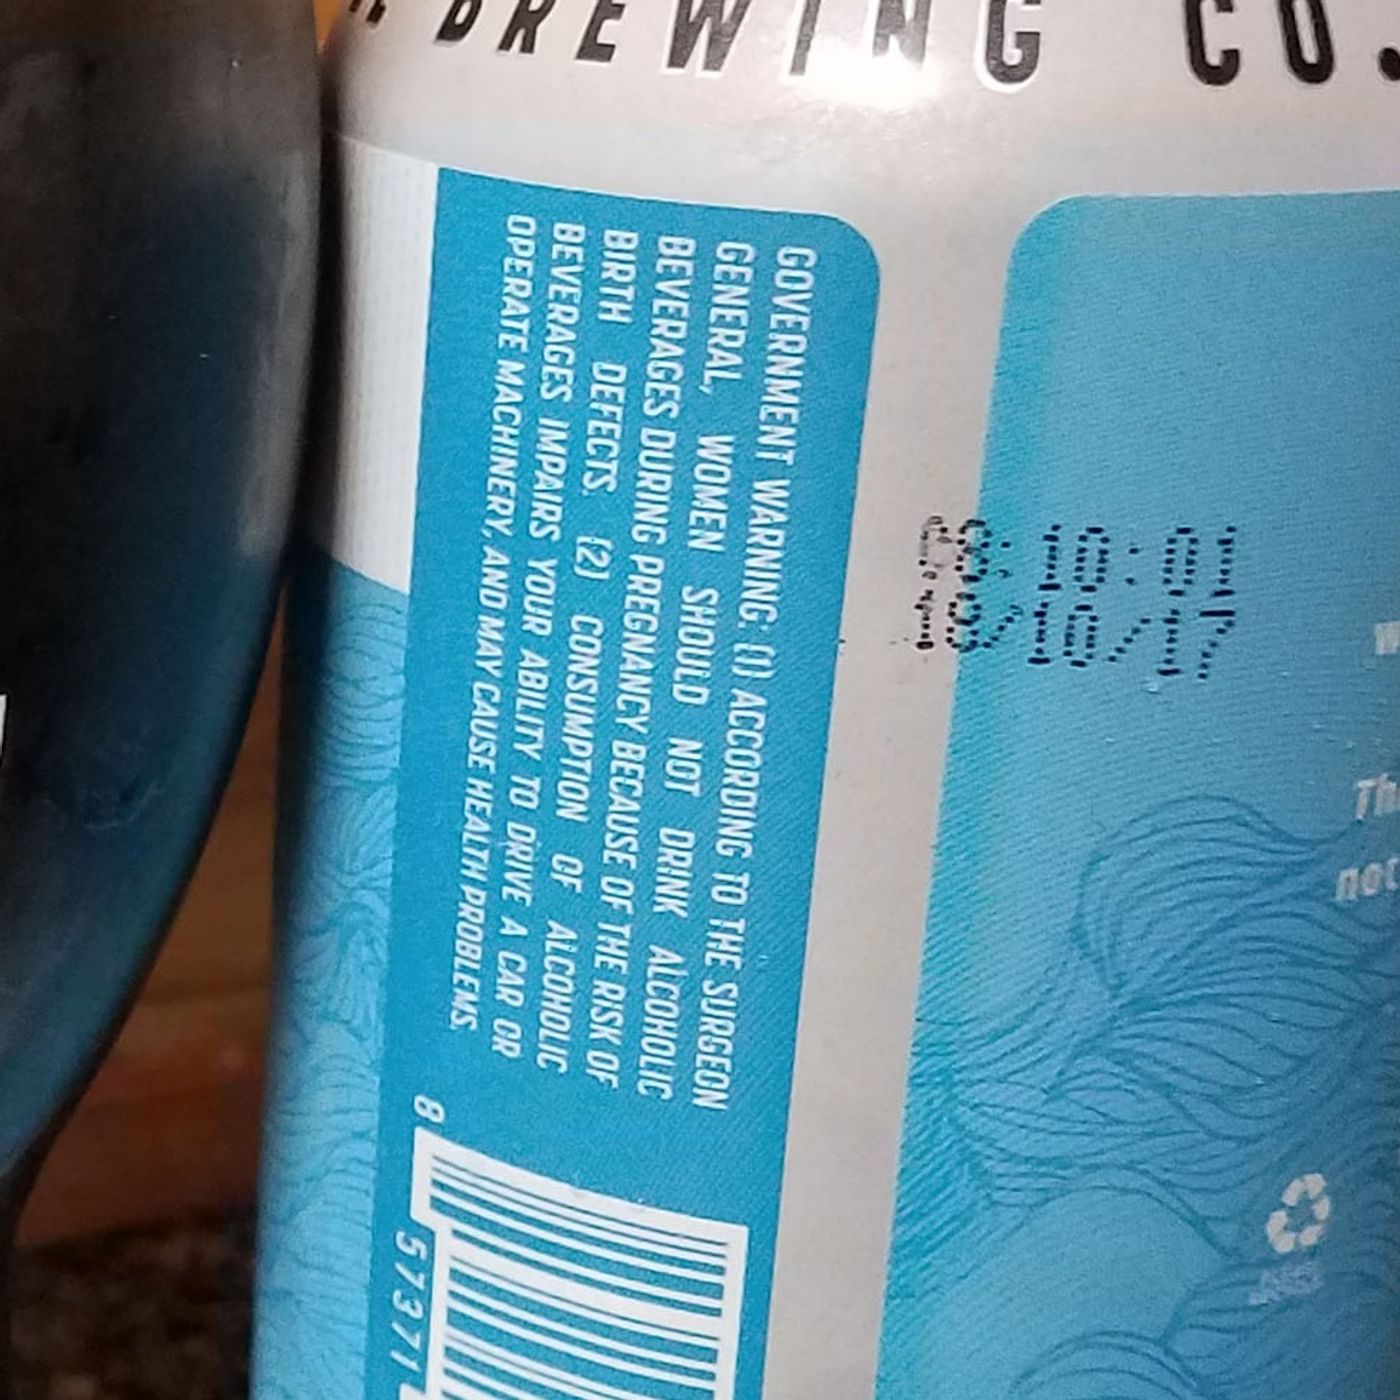 BREWING CO.
GOVERNMENT WARNING: (1) ACCORDING TO THE SURGEON
GENERAL, WOMEN SHOULD NOT DRINK ALCOHOLIC
BEVERAGES DURING PREGNANCY BECAUSE OF THE RISK OF
BIRTH DEFECTS. (2) CONSUMPTION OF ALCOHOLIC
BEVERAGES IMPAIRS YOUR ABILITY TO DRIVE A CAR OR
OPERATE MACHINERY, AND MAY CAUSE HEALTH PROBLEMS.
8
57371
Th
not